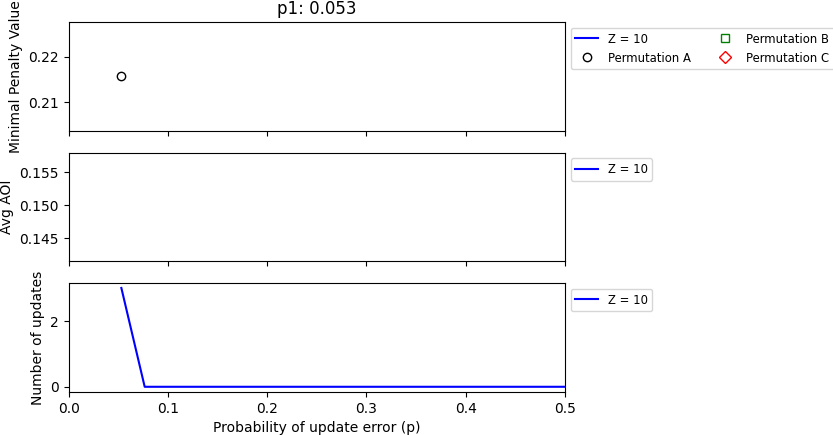 p1: 0.053
Minimal Penalty Value
0.22
0.21
Z = 10
Permutation A
Permutation B
Permutation C
Avg AOI
0.155
0.150
0.145
Z = 10
Number of updates
2
0
Z = 10
0.0 0.1 0.2 0.3 0.4 0.5
Probability of update error (p)